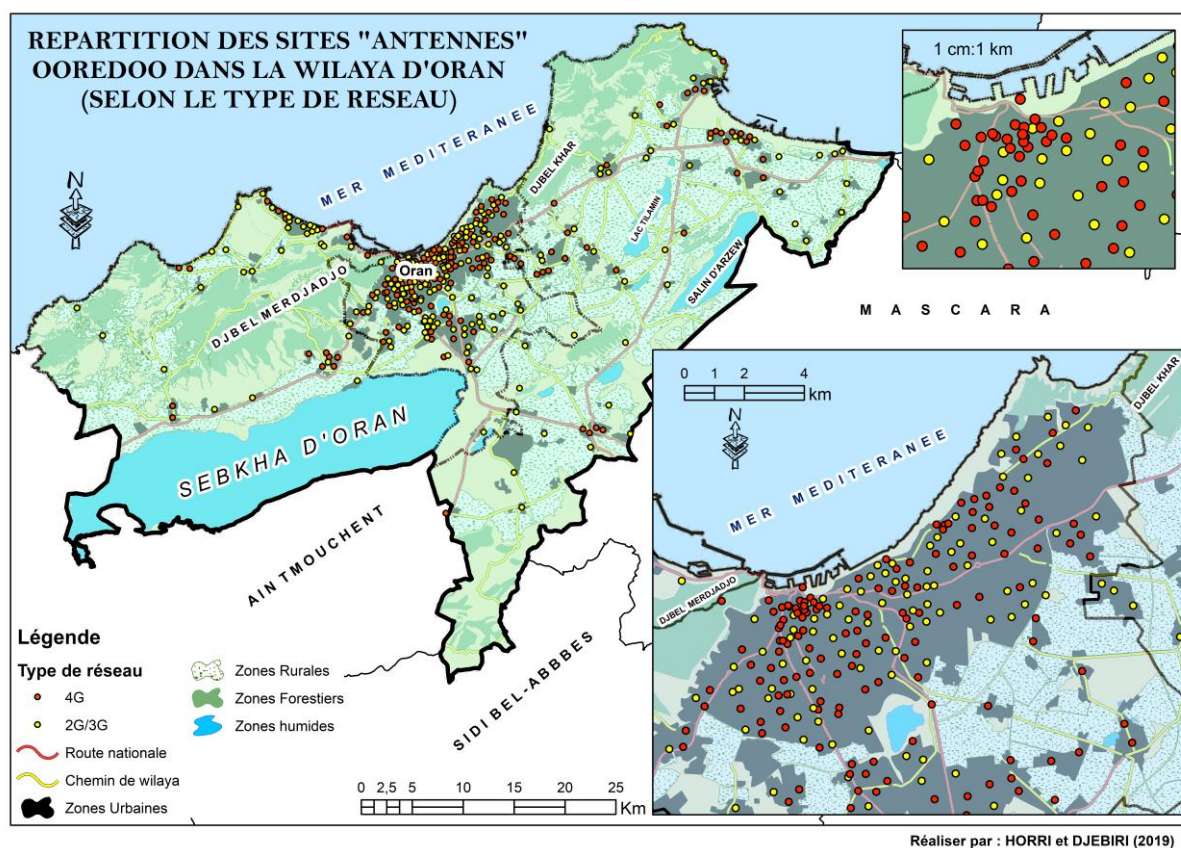 REPARTITION DES SITES "ANTENNES"
OOREDOO DANS LA WILAYA D'ORAN
(SELON LE TYPE DE RESEAU)
N
MER MEDITERANEE
DJBEL KHAR
LAC TILAMIN
SALIN D'ARZEW
Oran
DJBEL MERDJADJO
SEBKHA D'ORAN
AIN TMOUCHENT
SIDI BEL-ABBBES
MASCARA
1 cm:1 km
0 1 2 4
km
N
DJBEL KHAR
MER MEDITERANEE
DJBEL MERDJADJO
Légende
Type de réseau
4G
2G/3G
Route nationale
Chemin de wilaya
Zones Urbaines
Zones Rurales
Zones Forestiers
Zones humides
0 2,5 5 10 15 20 25
Km
Réaliser par : HORRI et DJEBIRI (2019)